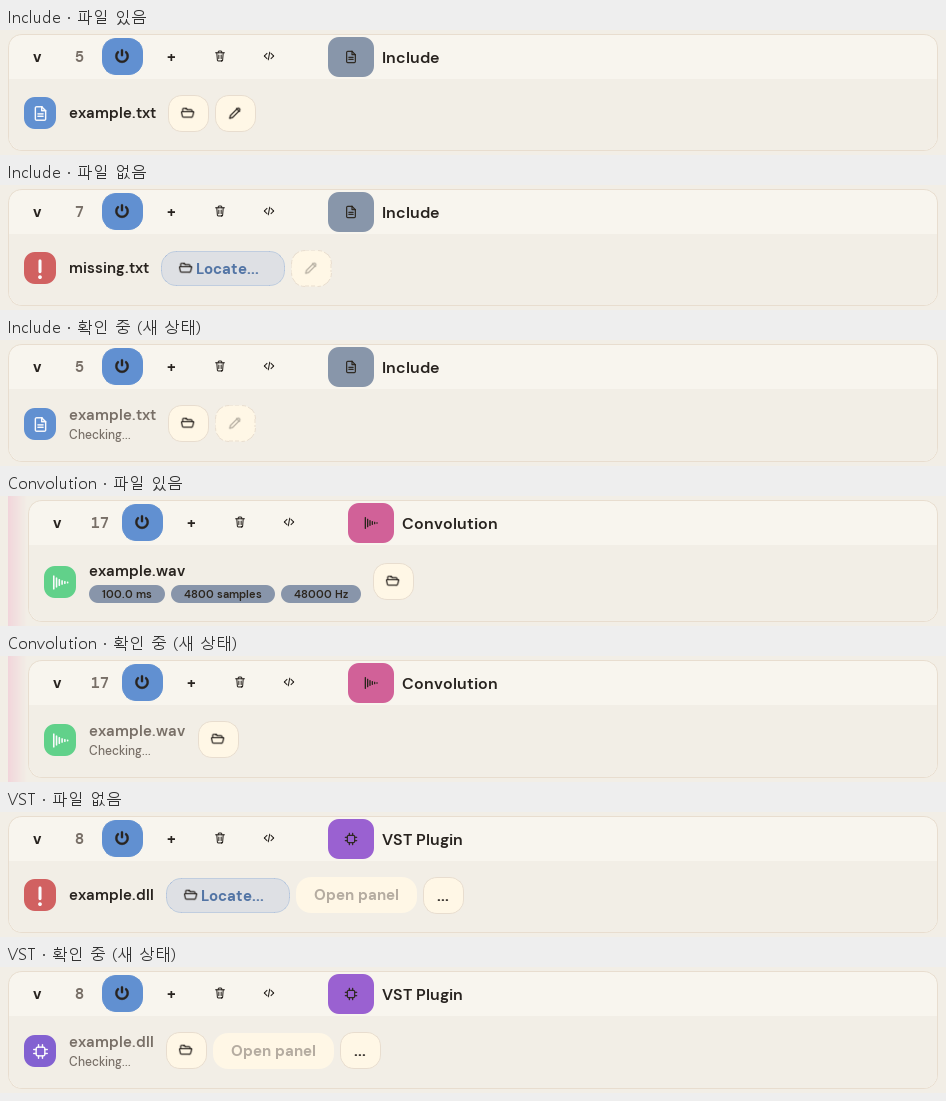 Include · 파일 있음
v 5 + </> Include
example.txt
Include · 파일 없음
v 7 + </> Include
missing.txt Locate...
Include · 확인 중 (새 상태)
v 5 + </> Include
example.txt
Checking...
Convolution · 파일 있음
v 17 + </> Convolution
example.wav
100.0 ms 4800 samples 48000 Hz
Convolution · 확인 중 (새 상태)
v 17 + </> Convolution
example.wav
Checking...
VST · 파일 없음
v 8 + </> VST Plugin
example.dll Locate... Open panel ...
VST · 확인 중 (새 상태)
v 8 + </> VST Plugin
example.dll
Checking...
Open panel ...